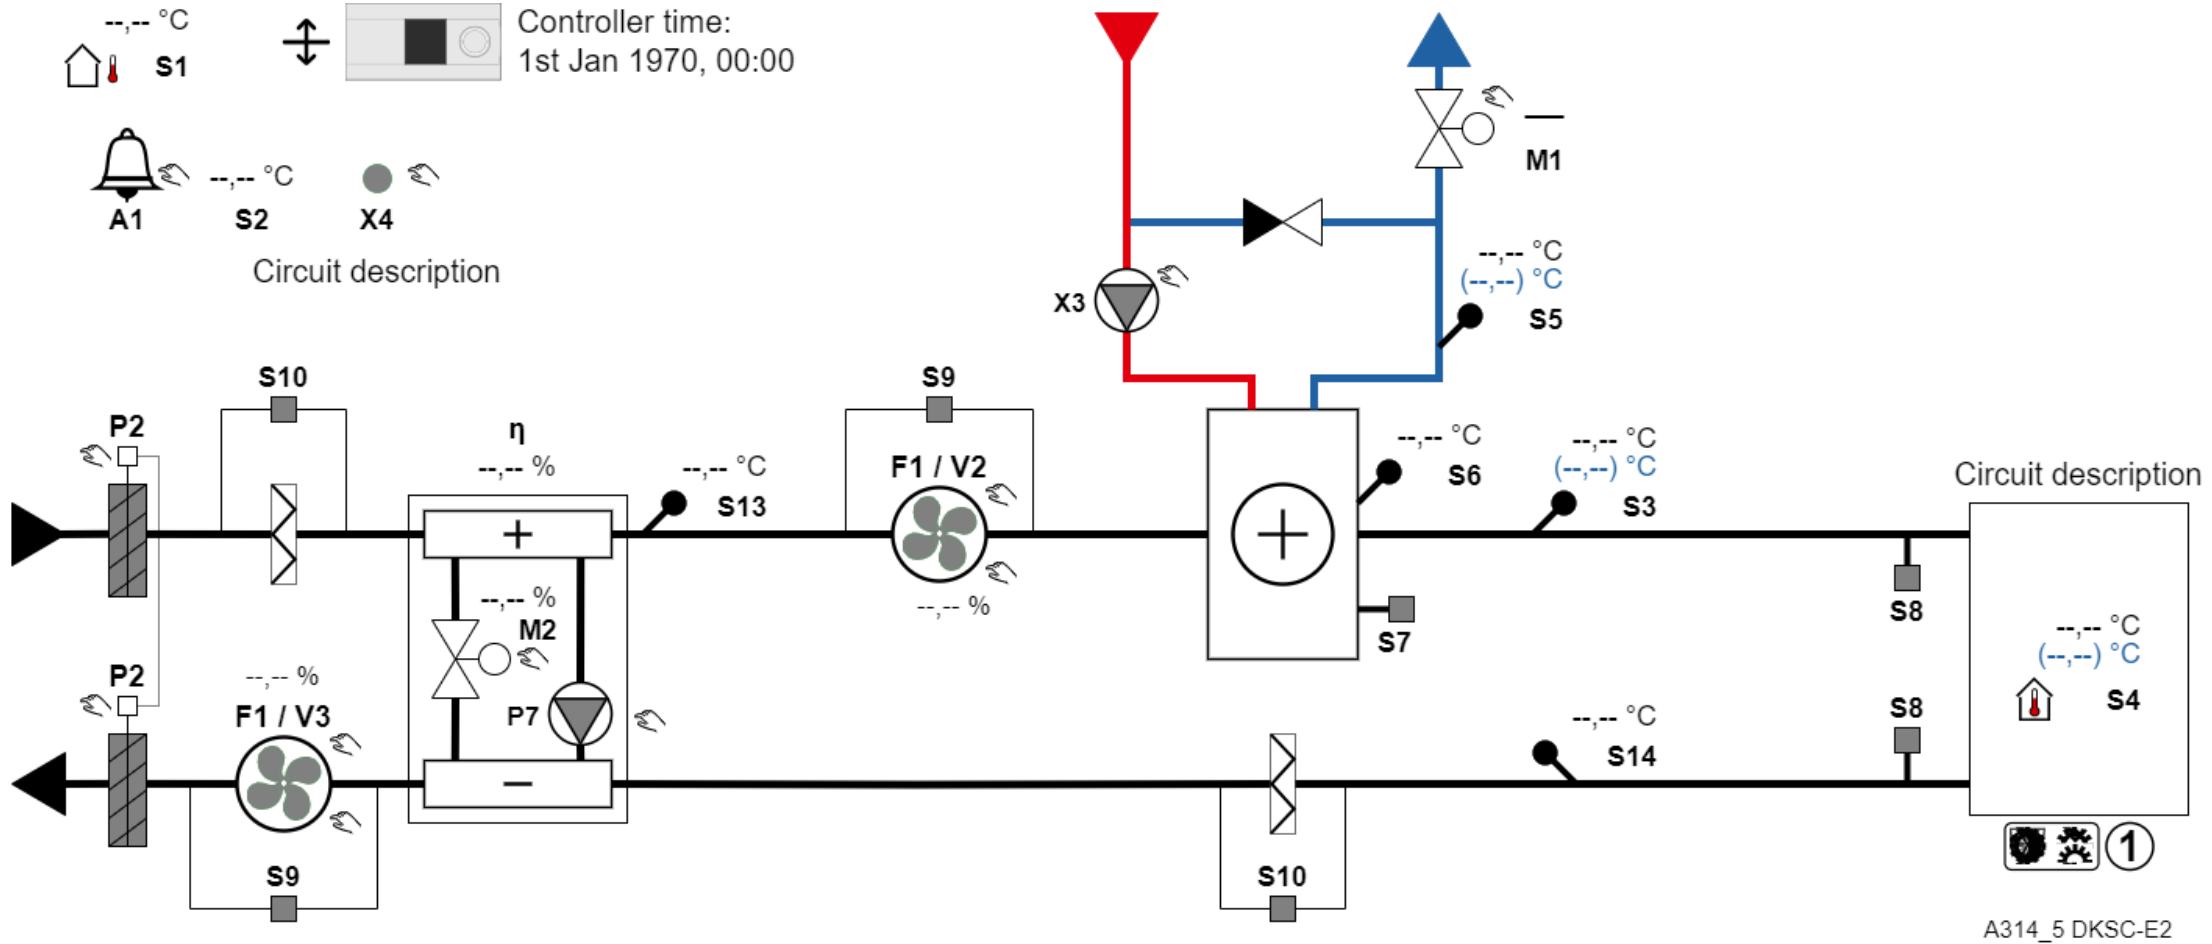 --,-- °C
S1
Controller time:
1st Jan 1970, 00:00
A1
--,-- °C
S2
X4
Circuit description
M1
--,-- °C
(--,--) °C
S5
X3
S10
P2
η
--,-- %
--,-- °C
S13
S9
F1 / V2
--,-- %
--,-- °C
S6
--,-- °C
(--,--) °C
S3
Circuit description
--,-- %
M2
S7
S8
--,-- °C
(--,--) °C
S4
P2
--,-- %
F1 / V3
P7
--,-- °C
S14
S8
S9
S10
1
A314_5 DKSC-E2